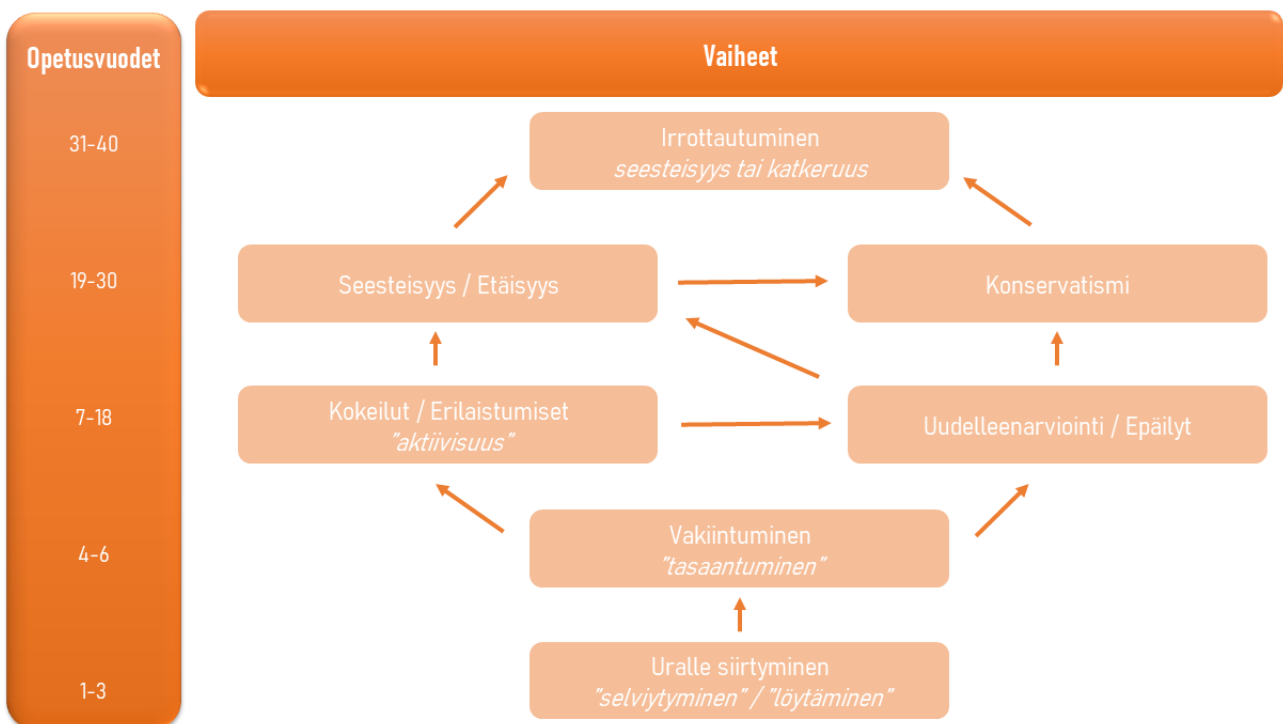 Opetusvuodet
Vaiheet
31-40
Irrottautuminen
seesteisyys tai katkeruus
19-30
Seesteisyys / Etäisyys
Konservatismi
7-18
Kokeilut / Erilaistumiset
"aktiivisuus"
Uudelleenarviointi / Epäilyt
4-6
Vakiintuminen
"tasaantuminen"
1-3
Uralle siirtyminen
"selviytyminen" / "löytäminen"